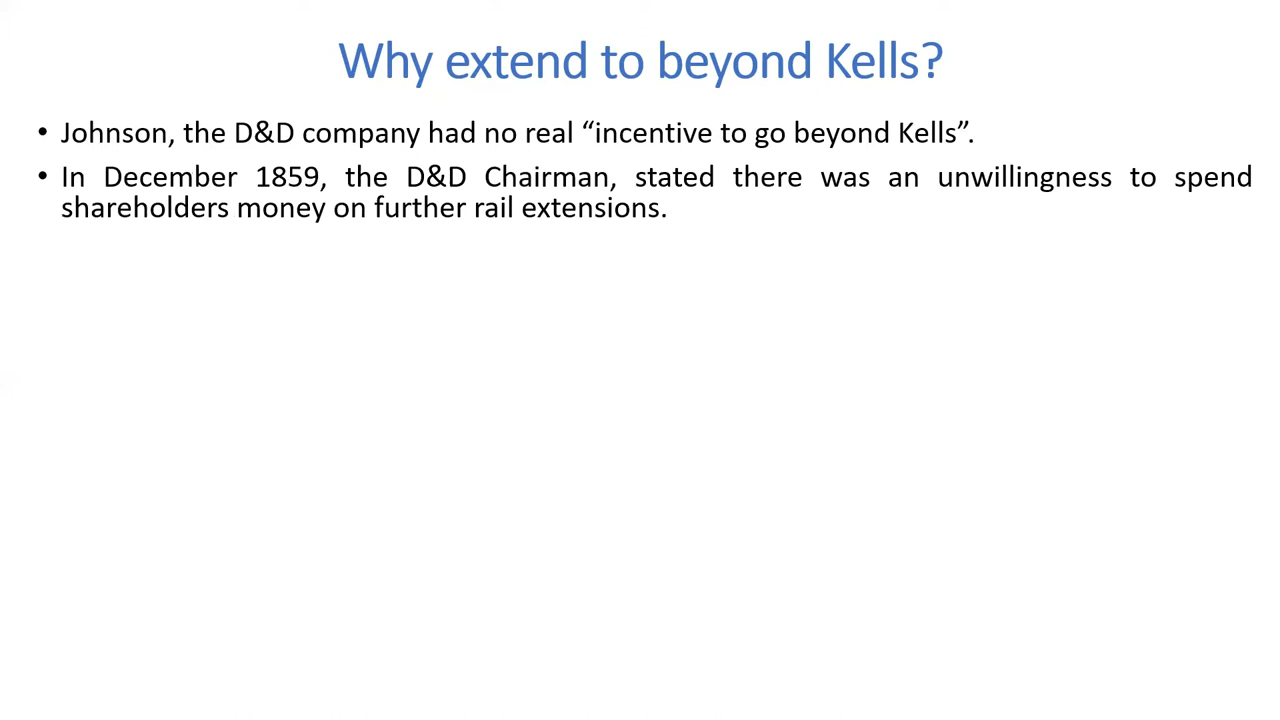 Why extend to beyond Kells?
• Johnson, the D&D company had no real “incentive to go beyond Kells”.
• In December 1859, the D&D Chairman, stated there was an unwillingness to spend
shareholders money on further rail extensions.